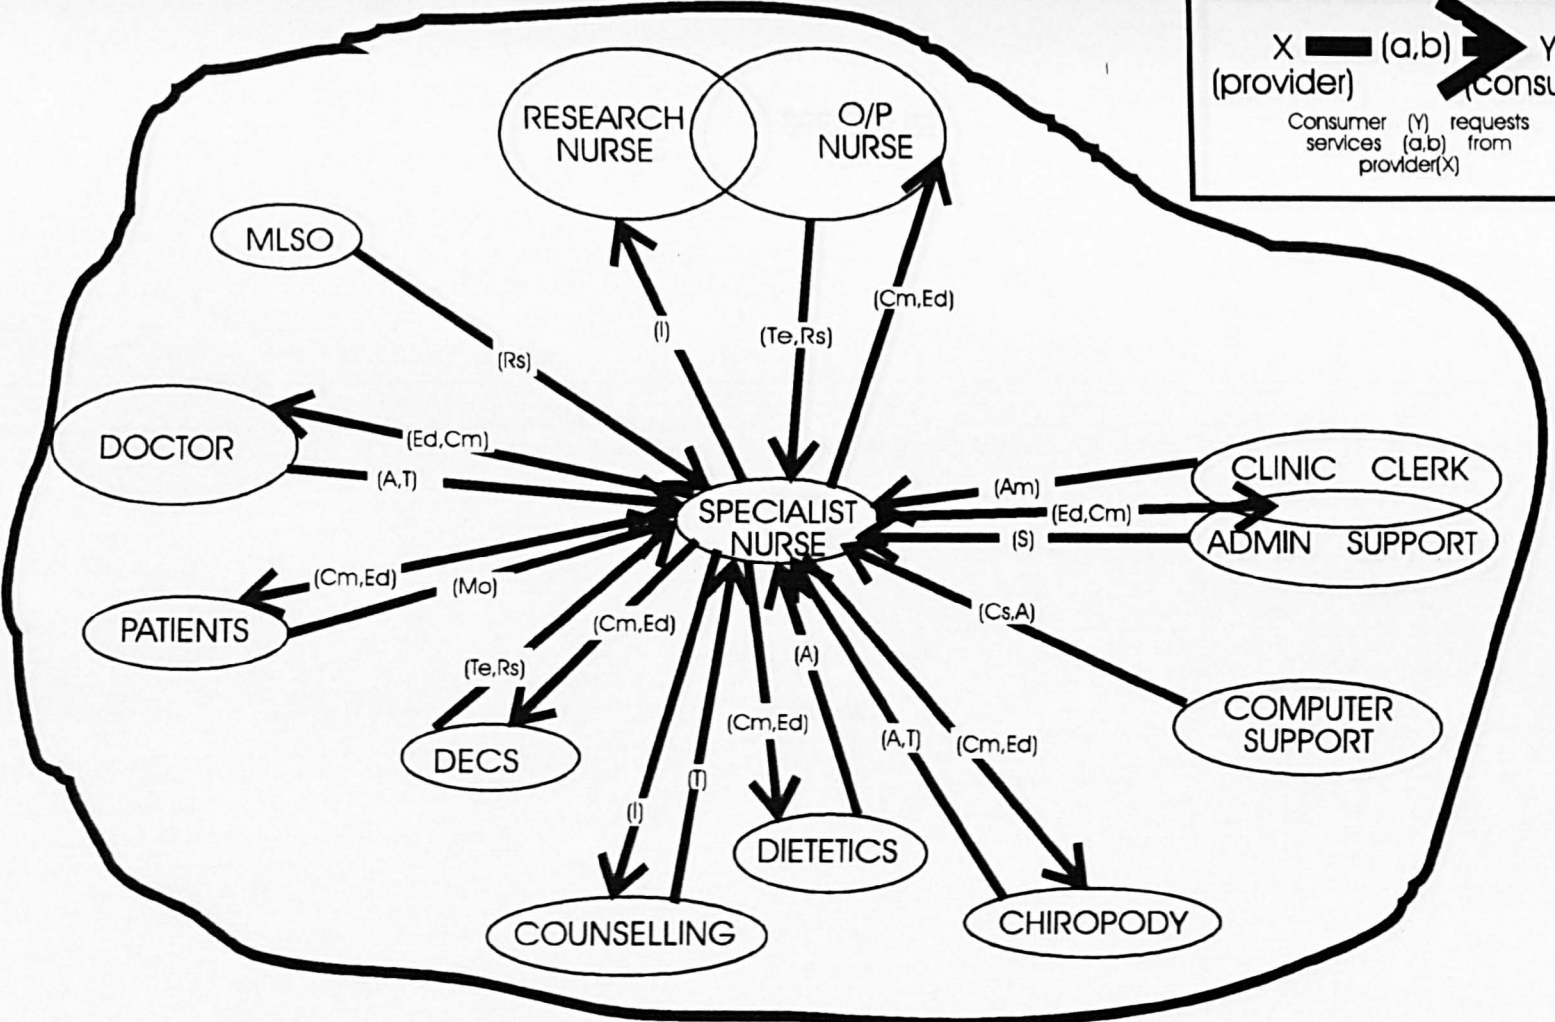 X (a,b) Y
(provider) (consu
Consumer (Y) requests
services (a,b) from
provider(X)
RESEARCH
NURSE
O/P
NURSE
MLSO
(Cm,Ed)
(I)
(Te,Rs)
(Rs)
DOCTOR
(Ed,Cm)
(A,T)
CLINIC CLERK
(Am)
(Ed,Cm)
SPECIALIST
NURSE
(S)
ADMIN SUPPORT
(Cm,Ed)
(Mo)
PATIENTS
(Cm,Ed)
(Cs,A)
(Te,Rs)
(A)
DECS
(Cm,Ed)
(A,T)
(Cm,Ed)
COMPUTER
SUPPORT
(T)
(I)
DIETETICS
COUNSELLING
CHIROPODY